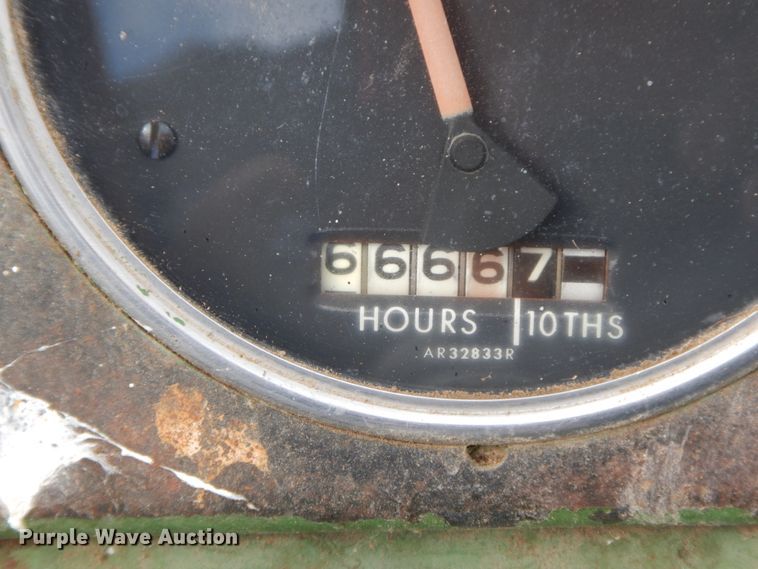 66667
HOURS 10THS
AR32833R
Purple Wave Auction